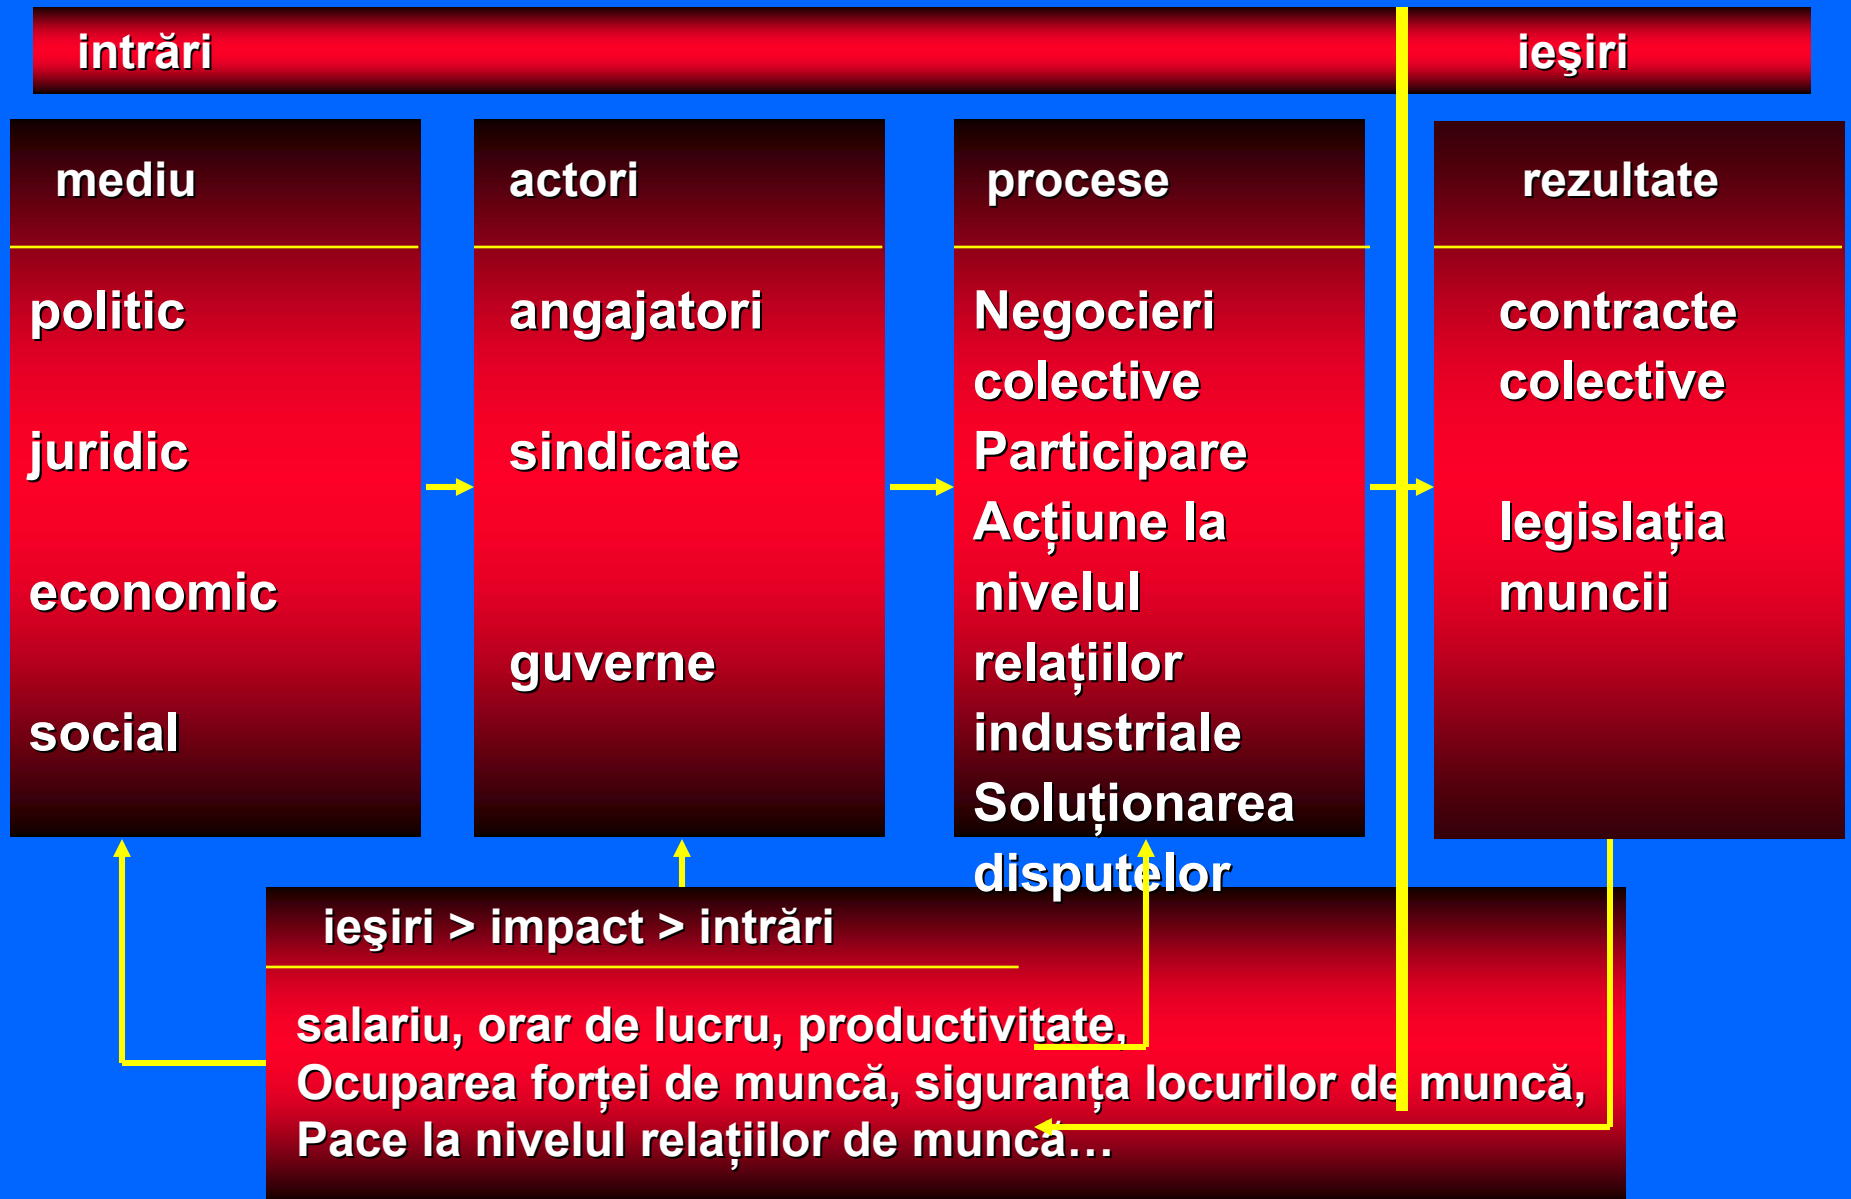 intrări
ieşiri
mediu
politic
juridic
economic
social
actori
angajatori
sindicate
guverne
procese
Negocieri
colective
Participare
Acțiune la
nivelul
relațiilor
industriale
Soluționarea
disputelor
rezultate
contracte
colective
legislația
muncii
ieşiri > impact > intrări
salariu, orar de lucru, productivitate,
Ocuparea forței de muncă, siguranța locurilor de muncă,
Pace la nivelul relațiilor de muncă…